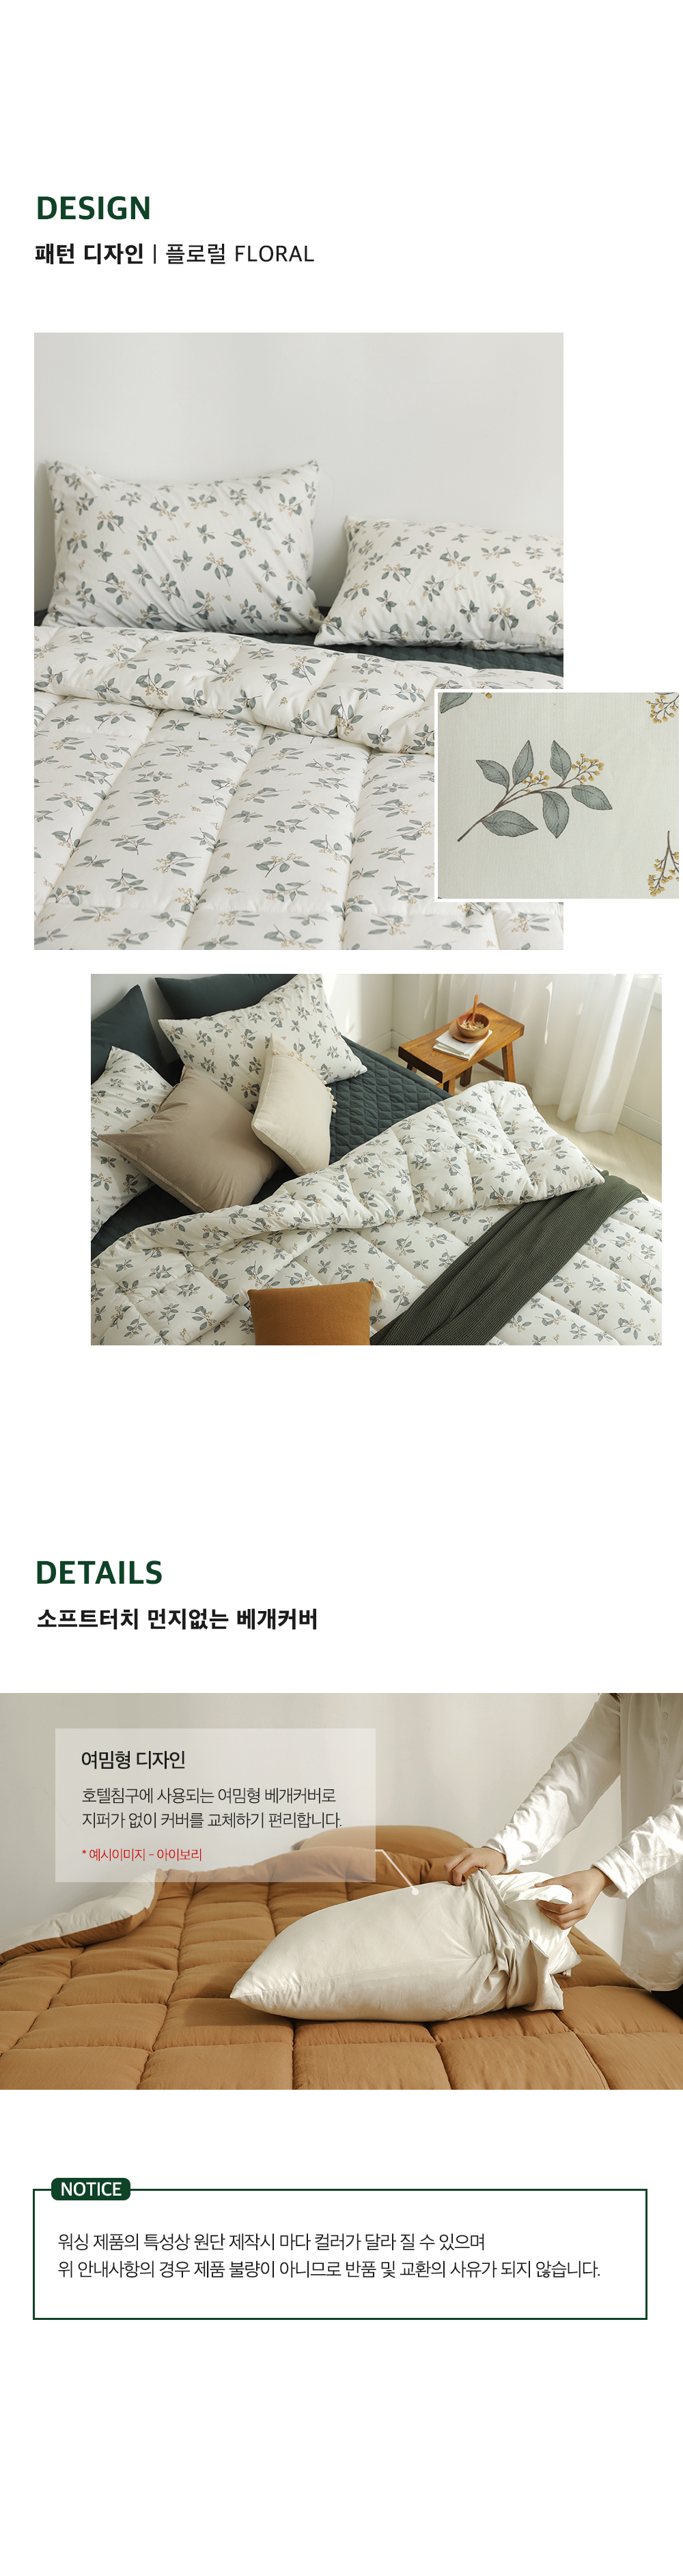 DESIGN
패턴 디자인 | 플로럴 FLORAL
DETAILS
소프트터치 먼지없는 베개커버
여밈형 디자인
호텔침구에 사용되는 여밈형 베개커버로
지퍼가 없이 커버를 교체하기 편리합니다.
* 예시이미지 - 아이보리
NOTICE
워싱 제품의 특성상 원단 제작시 마다 컬러가 달라 질 수 있으며
위 안내사항의 경우 제품 불량이 아니므로 반품 및 교환의 사유가 되지 않습니다.